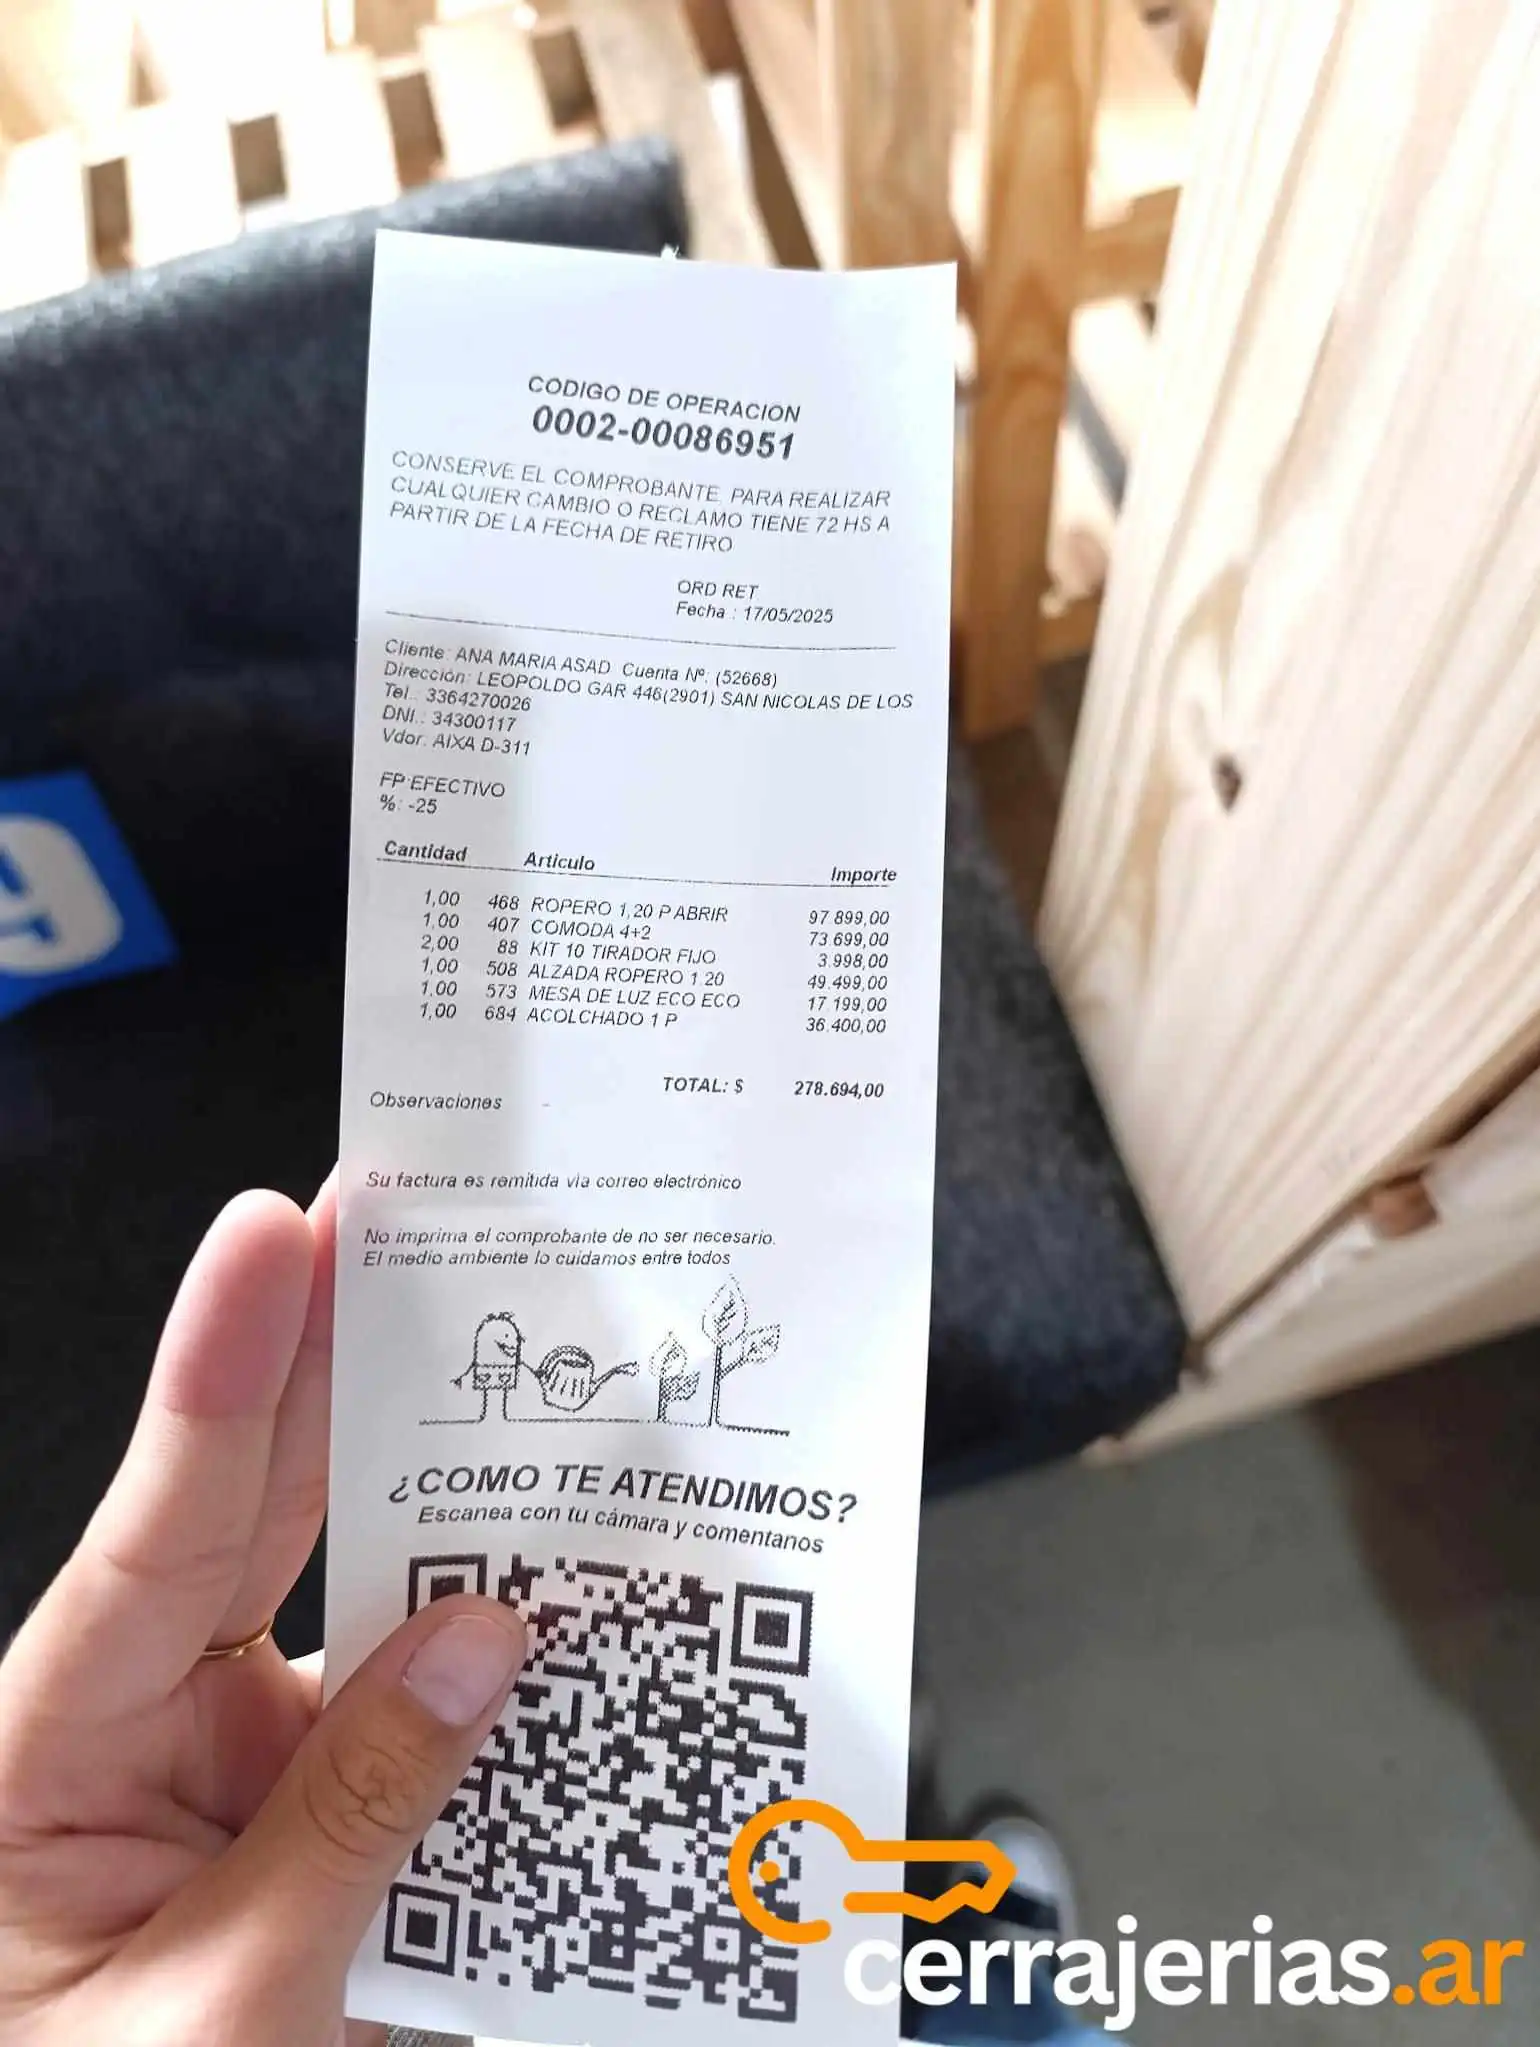 CODIGO DE OPERACION
0002-00086951
CONSERVE EL COMPROBANTE. PARA REALIZAR
CUALQUIER CAMBIO O RECLAMO TIENE 72 HS A
PARTIR DE LA FECHA DE RETIRO
ORD RET
Fecha : 17/05/2025
Cliente: ANA MARIA ASAD Cuenta Nº: (52668)
Dirección: LEOPOLDO GAR 446(2901) SAN NICOLAS DE LOS
Tel.: 3364270026
DNI.: 34300117
Vdor: AIXA D-311
FP:EFECTIVO
%: -25
Cantidad Articulo Importe
1,00 468 ROPERO 1,20 P ABRIR 97.899,00
1,00 407 COMODA 4+2 73.699,00
2,00 88 KIT 10 TIRADOR FIJO 3.998,00
1,00 508 ALZADA ROPERO 1.20 49.499,00
1,00 573 MESA DE LUZ ECO ECO 17.199,00
1,00 684 ACOLCHADO 1 P 36.400,00
TOTAL: $ 278.694,00
Observaciones -
Su factura es remitida via correo electrónico
No imprima el comprobante de no ser necesario.
El medio ambiente lo cuidamos entre todos
¿COMO TE ATENDIMOS?
Escanea con tu cámara y comentanos
cerrajerias.ar